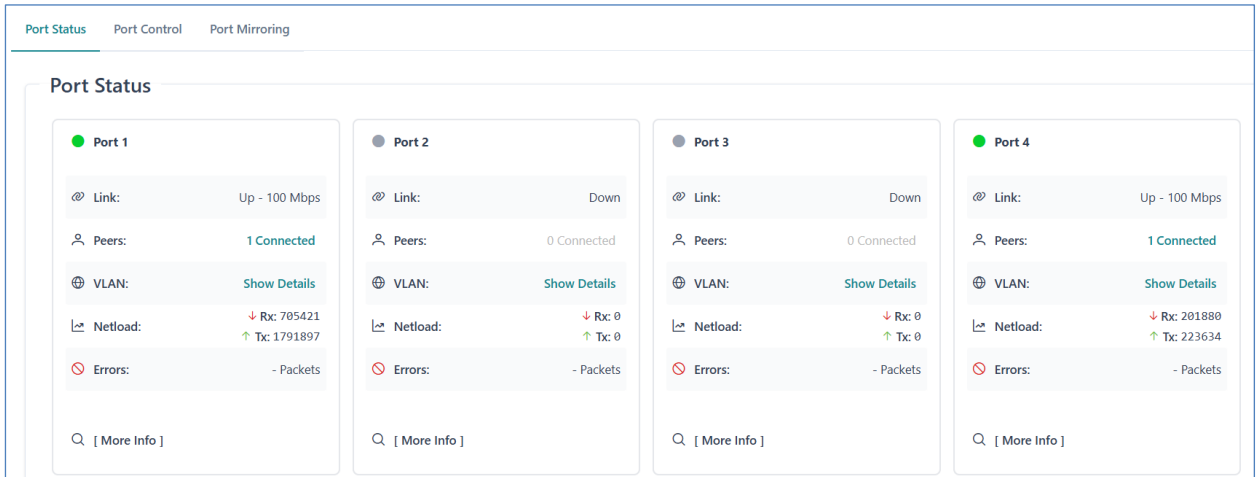 Port Status Port Control Port Mirroring
Port Status
Port 1
Link: Up - 100 Mbps
Peers: 1 Connected
VLAN: Show Details
Netload: ↓ Rx: 705421
↑ Tx: 1791897
Errors: - Packets
[ More Info ]
Port 2
Link: Down
Peers: 0 Connected
VLAN: Show Details
Netload: ↓ Rx: 0
↑ Tx: 0
Errors: - Packets
[ More Info ]
Port 3
Link: Down
Peers: 0 Connected
VLAN: Show Details
Netload: ↓ Rx: 0
↑ Tx: 0
Errors: - Packets
[ More Info ]
Port 4
Link: Up - 100 Mbps
Peers: 1 Connected
VLAN: Show Details
Netload: ↓ Rx: 201880
↑ Tx: 223634
Errors: - Packets
[ More Info ]